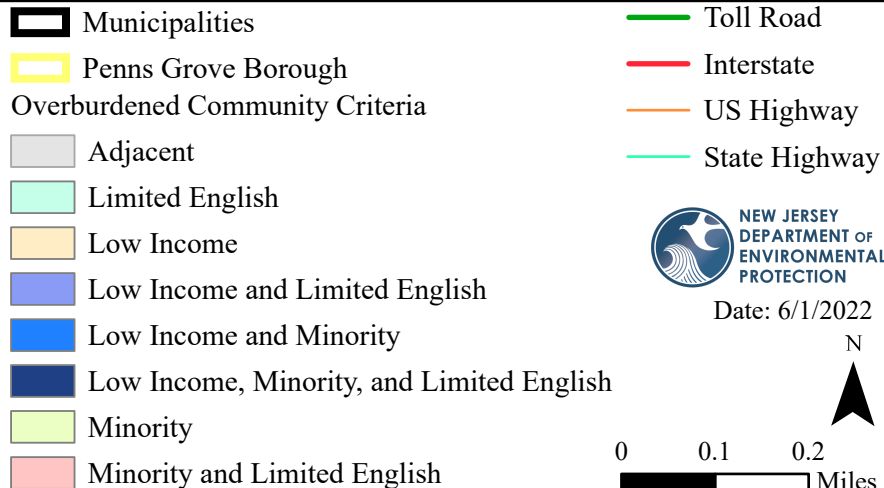 Municipalities
Penns Grove Borough
Overburdened Community Criteria
Adjacent
Limited English
Low Income
Low Income and Limited English
Low Income and Minority
Low Income, Minority, and Limited English
Minority
Minority and Limited English
Toll Road
Interstate
US Highway
State Highway
NEW JERSEY
DEPARTMENT OF
ENVIRONMENTAL
PROTECTION
Date: 6/1/2022
N
0 0.1 0.2
Miles